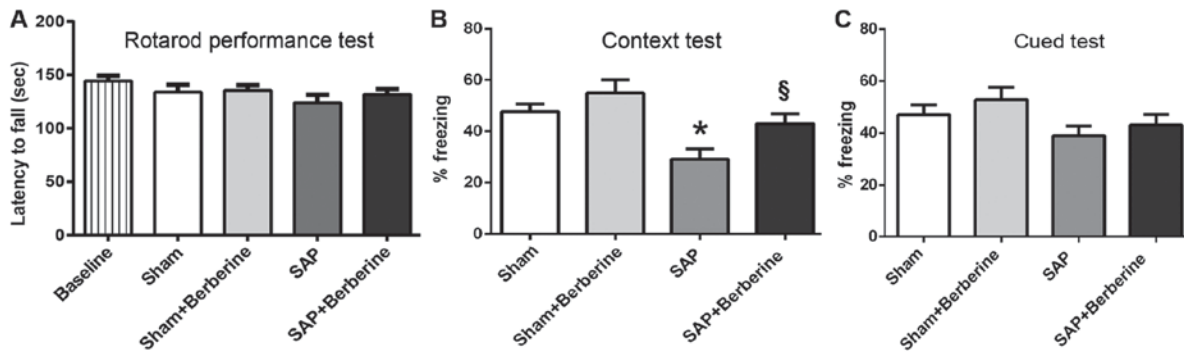 A
Rotarod performance test
Latency to fall (sec)
200
150
100
50
0
Baseline
Sham
Sham+Berberine
SAP
SAP+Berberine
B
Context test
% freezing
80
60
40
20
0
*
§
Sham
Sham+Berberine
SAP
SAP+Berberine
C
Cued test
% freezing
80
60
40
20
0
Sham
Sham+Berberine
SAP
SAP+Berberine